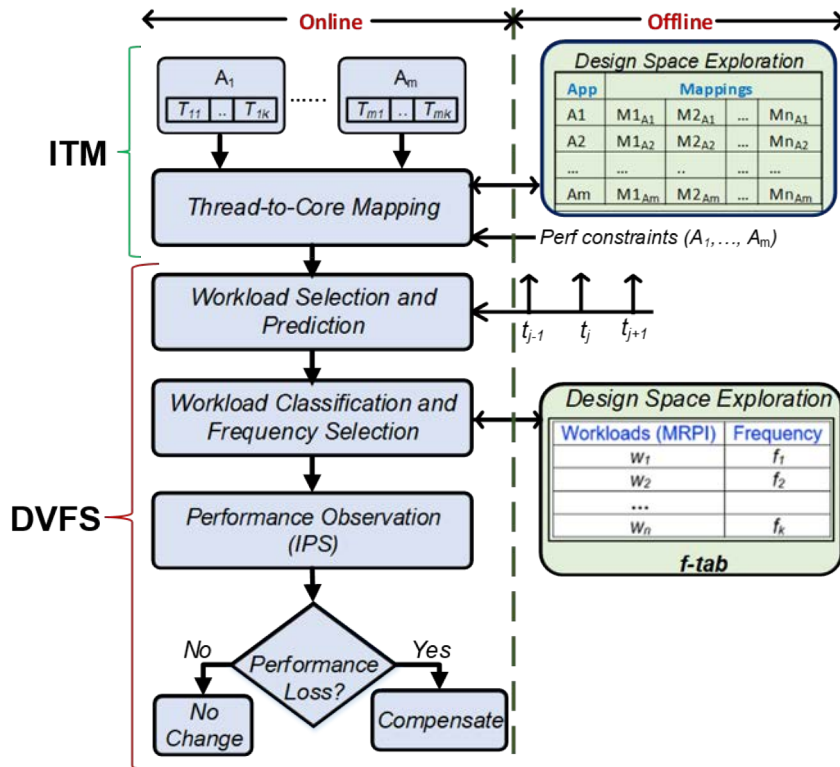 Online
Offline
ITM
A1
T11 .. T1k
......
Am
Tm1 .. Tmk
Thread-to-Core Mapping
Design Space Exploration
App Mappings
A1 M1A1 M2A1 ... MnA1
A2 M1A2 M2A2 ... MnA2
... ... .. ... ...
Am M1Am M2Am ... MnAm
Perf constraints (A1,..., Am)
DVFS
Workload Selection and
Prediction
tj-1 tj tj+1
Workload Classification and
Frequency Selection
Design Space Exploration
Workloads (MRPI) Frequency
w1 f1
w2 f2
...
wn fk
f-tab
Performance Observation
(IPS)
Performance
Loss?
No
Yes
No
Change
Compensate